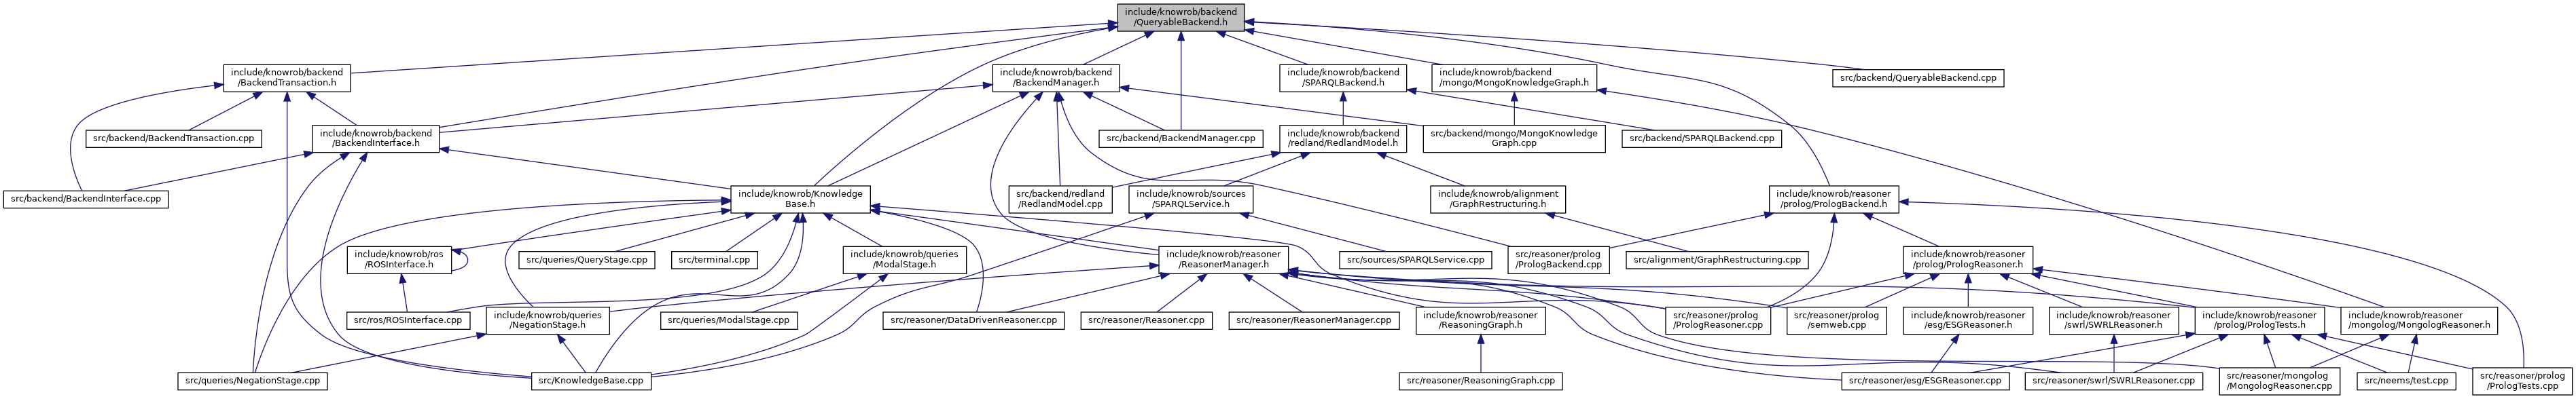 include/knowrob/backend
/QueryableBackend.h
include/knowrob/backend
/BackendTransaction.h
include/knowrob/backend
/BackendManager.h
include/knowrob/backend
/SPARQLBackend.h
include/knowrob/backend
/mongo/MongoKnowledgeGraph.h
src/backend/QueryableBackend.cpp
src/backend/BackendTransaction.cpp
include/knowrob/backend
/BackendInterface.h
src/backend/BackendManager.cpp
include/knowrob/backend
/redland/RedlandModel.h
src/backend/mongo/MongoKnowledge
Graph.cpp
src/backend/SPARQLBackend.cpp
src/backend/BackendInterface.cpp
include/knowrob/Knowledge
Base.h
src/backend/redland
/RedlandModel.cpp
include/knowrob/sources
/SPARQLService.h
include/knowrob/alignment
/GraphRestructuring.h
include/knowrob/reasoner
/prolog/PrologBackend.h
include/knowrob/ros
/ROSInterface.h
src/queries/QueryStage.cpp
src/terminal.cpp
include/knowrob/queries
/ModalStage.h
include/knowrob/reasoner
/ReasonerManager.h
src/sources/SPARQLService.cpp
src/reasoner/prolog
/PrologBackend.cpp
src/alignment/GraphRestructuring.cpp
include/knowrob/reasoner
/prolog/PrologReasoner.h
src/ros/ROSInterface.cpp
include/knowrob/queries
/NegationStage.h
src/queries/ModalStage.cpp
src/reasoner/DataDrivenReasoner.cpp
src/reasoner/Reasoner.cpp
src/reasoner/ReasonerManager.cpp
include/knowrob/reasoner
/ReasoningGraph.h
src/reasoner/prolog
/PrologReasoner.cpp
src/reasoner/prolog
/semweb.cpp
include/knowrob/reasoner
/esg/ESGReasoner.h
include/knowrob/reasoner
/swrl/SWRLReasoner.h
include/knowrob/reasoner
/prolog/PrologTests.h
include/knowrob/reasoner
/mongolog/MongologReasoner.h
src/queries/NegationStage.cpp
src/KnowledgeBase.cpp
src/reasoner/ReasoningGraph.cpp
src/reasoner/esg/ESGReasoner.cpp
src/reasoner/swrl/SWRLReasoner.cpp
src/reasoner/mongolog
/MongologReasoner.cpp
src/neems/test.cpp
src/reasoner/prolog
/PrologTests.cpp